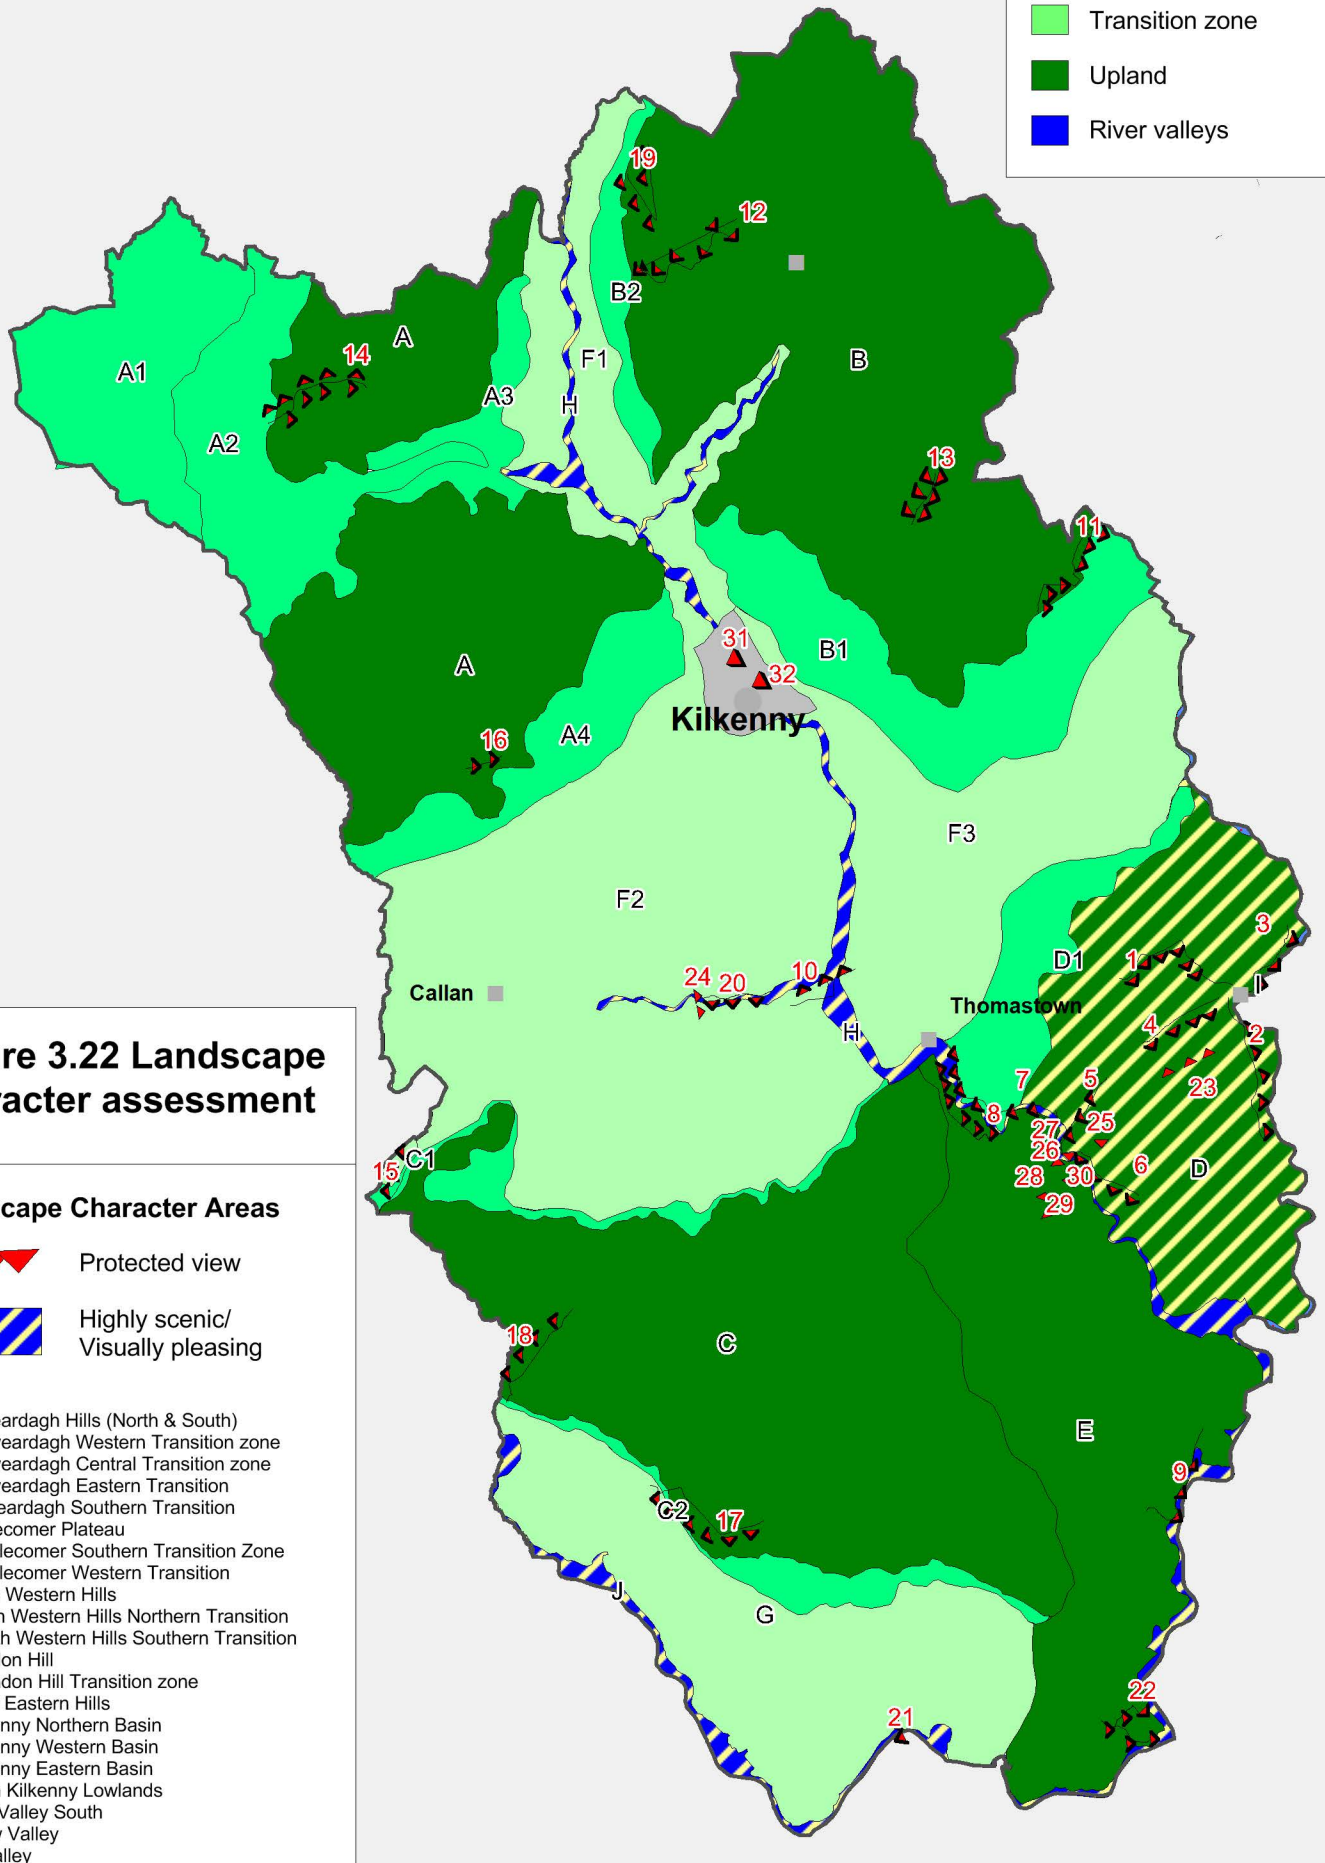 Transition zone
Upland
River valleys
19
12
B2
A
14
A1
F1
B
A3
H
A2
13
11
31
B1
A
32
Kilkenny
A4
16
F3
F2
3
D1
1
24
20
10
I
Callan
Thomastown
H
4
2
re 3.22 Landscape
acter assessment
7
5
23
8
27
25
26
C1
15
28
30
6
D
29
cape Character Areas
Protected view
Highly scenic/
Visually pleasing
18
C
E
eardagh Hills (North & South)
eardagh Western Transition zone
eardagh Central Transition zone
eardagh Eastern Transition
eardagh Southern Transition
ecomer Plateau
lecomer Southern Transition Zone
lecomer Western Transition
Western Hills
Western Hills Northern Transition
h Western Hills Southern Transition
on Hill
ndon Hill Transition zone
Eastern Hills
nny Northern Basin
nny Western Basin
nny Eastern Basin
Kilkenny Lowlands
Valley South
Valley
alley
9
C2
17
J
G
22
21